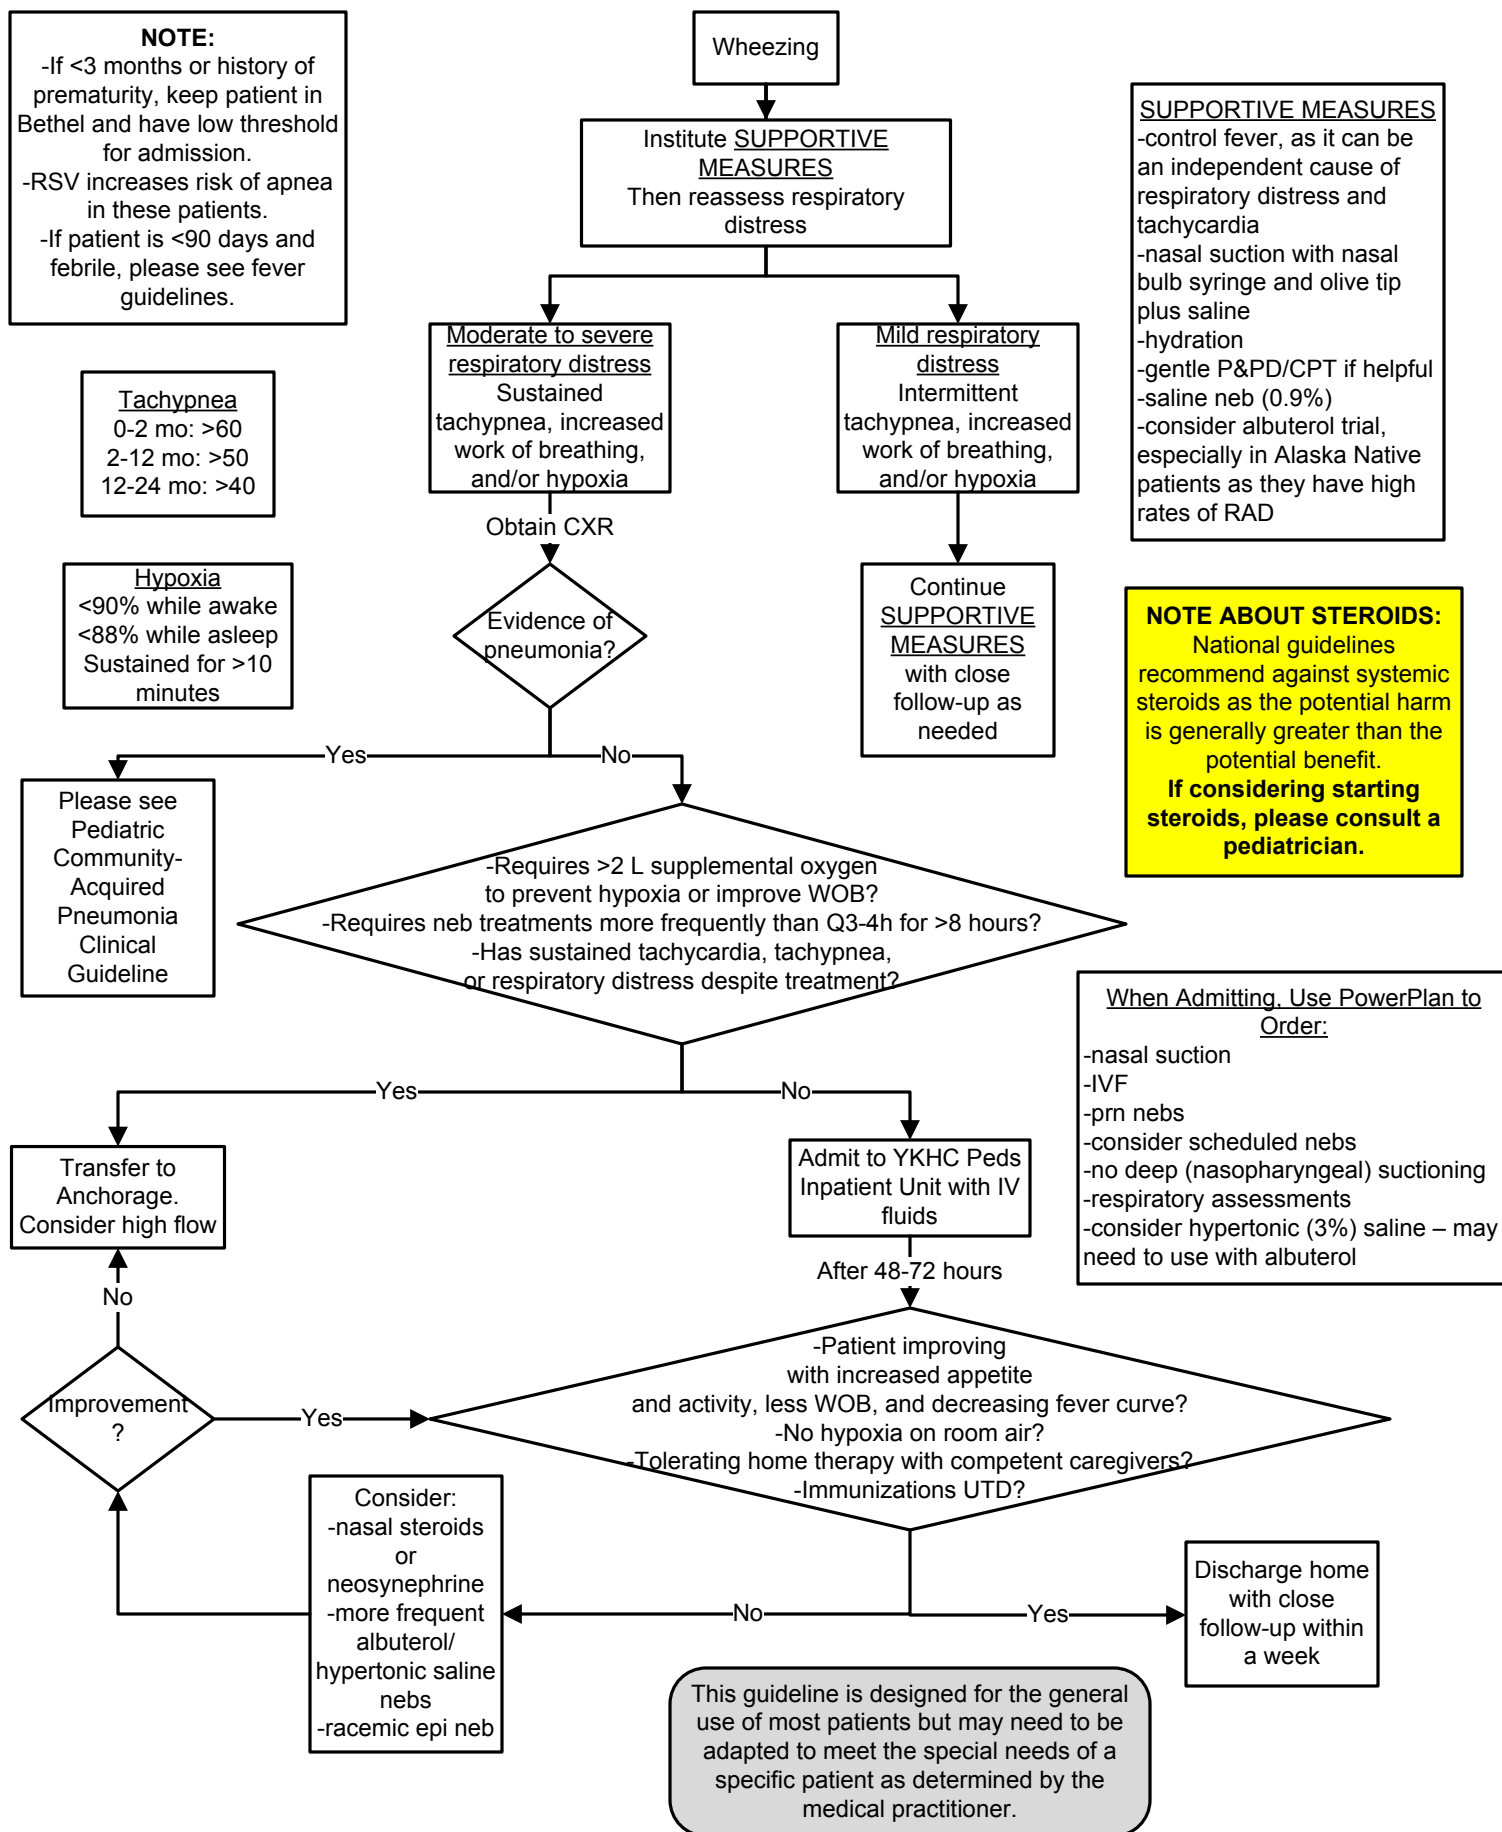 NOTE:
-If <3 months or history of
prematurity, keep patient in
Bethel and have low threshold
for admission.
-RSV increases risk of apnea
in these patients.
-If patient is <90 days and
febrile, please see fever
guidelines.
Wheezing
Institute SUPPORTIVE
MEASURES
Then reassess respiratory
distress
SUPPORTIVE MEASURES
-control fever, as it can be
an independent cause of
respiratory distress and
tachycardia
-nasal suction with nasal
bulb syringe and olive tip
plus saline
-hydration
-gentle P&PD/CPT if helpful
-saline neb (0.9%)
-consider albuterol trial,
especially in Alaska Native
patients as they have high
rates of RAD
Tachypnea
0-2 mo: >60
2-12 mo: >50
12-24 mo: >40
Moderate to severe
respiratory distress
Sustained
tachypnea, increased
work of breathing,
and/or hypoxia
Mild respiratory
distress
Intermittent
tachypnea, increased
work of breathing,
and/or hypoxia
Obtain CXR
Hypoxia
<90% while awake
<88% while asleep
Sustained for >10
minutes
Evidence of
pneumonia?
Continue
SUPPORTIVE
MEASURES
with close
follow-up as
needed
NOTE ABOUT STEROIDS:
National guidelines
recommend against systemic
steroids as the potential harm
is generally greater than the
potential benefit.
If considering starting
steroids, please consult a
pediatrician.
Yes
No
Please see
Pediatric
Community-
Acquired
Pneumonia
Clinical
Guideline
-Requires >2 L supplemental oxygen
to prevent hypoxia or improve WOB?
-Requires neb treatments more frequently than Q3-4h for >8 hours?
-Has sustained tachycardia, tachypnea,
or respiratory distress despite treatment?
When Admitting, Use PowerPlan to
Order:
-nasal suction
-IVF
-prn nebs
-consider scheduled nebs
-no deep (nasopharyngeal) suctioning
-respiratory assessments
-consider hypertonic (3%) saline – may
need to use with albuterol
Yes
No
Transfer to
Anchorage.
Consider high flow
Admit to YKHC Peds
Inpatient Unit with IV
fluids
After 48-72 hours
No
Improvement
?
Yes
-Patient improving
with increased appetite
and activity, less WOB, and decreasing fever curve?
-No hypoxia on room air?
-Tolerating home therapy with competent caregivers?
-Immunizations UTD?
Consider:
-nasal steroids
or
neosynephrine
-more frequent
albuterol/
hypertonic saline
nebs
-racemic epi neb
No
Yes
Discharge home
with close
follow-up within
a week
This guideline is designed for the general
use of most patients but may need to be
adapted to meet the special needs of a
specific patient as determined by the
medical practitioner.